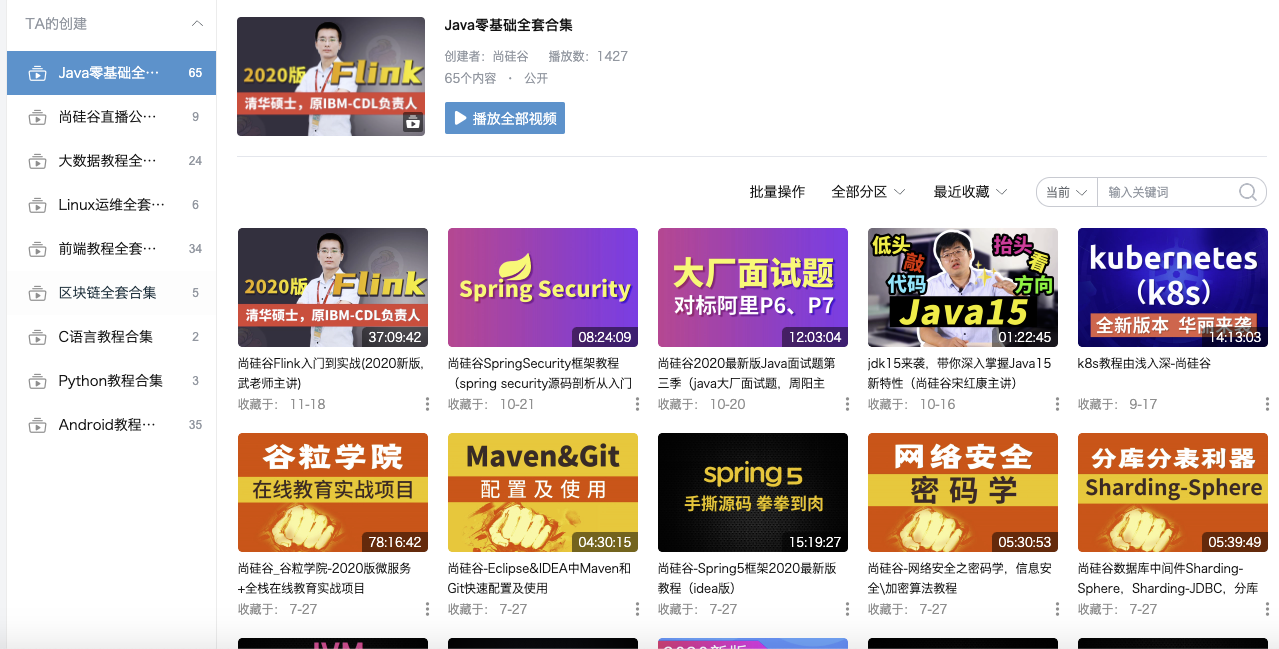 TA的创建
Java零基础全···
65
尚硅谷直播公···
9
大数据教程全···
24
Linux运维全套···
6
前端教程全套···
34
区块链全套合集
5
C语言教程合集
2
Python教程合集
3
Android教程···
35
2020版 Flink
清华硕士，原IBM-CDL负责人
Java零基础全套合集
创建者：尚硅谷 播放数：1427
65个内容 · 公开
播放全部视频
批量操作 全部分区 最近收藏 当前 输入关键词
2020版 Flink
清华硕士，原IBM-CDL负责人
37:09:42
尚硅谷Flink入门到实战(2020新版,
武老师主讲)
收藏于： 11-18
Spring Security
08:24:09
尚硅谷SpringSecurity框架教程
（spring security源码剖析从入门
收藏于： 10-21
大厂面试题
对标阿里P6、P7
12:03:04
尚硅谷2020最新版Java面试题第
三季（java大厂面试题，周阳主
收藏于： 10-20
低头
敲
代码
抬头
看
方向
Java15
01:22:45
jdk15来袭，带你深入掌握Java15
新特性（尚硅谷宋红康主讲）
收藏于： 10-16
kubernetes
（k8s）
全新版本 华丽来袭
14:13:03
k8s教程由浅入深-尚硅谷
收藏于： 9-17
谷粒学院
在线教育实战项目
78:16:42
尚硅谷_谷粒学院-2020版微服务
+全栈在线教育实战项目
收藏于： 7-27
Maven&Git
配置及使用
04:30:15
尚硅谷-Eclipse&IDEA中Maven和
Git快速配置及使用
收藏于： 7-27
spring 5
手撕源码 拳拳到肉
15:19:27
尚硅谷-Spring5框架2020最新版
教程（idea版）
收藏于： 7-27
网络安全
密码学
05:30:53
尚硅谷-网络安全之密码学，信息安
全\加密算法教程
收藏于： 7-27
分库分表利器
Sharding-Sphere
05:39:49
尚硅谷数据库中间件Sharding-
Sphere，Sharding-JDBC，分库
收藏于： 7-27
JVM
2020新版